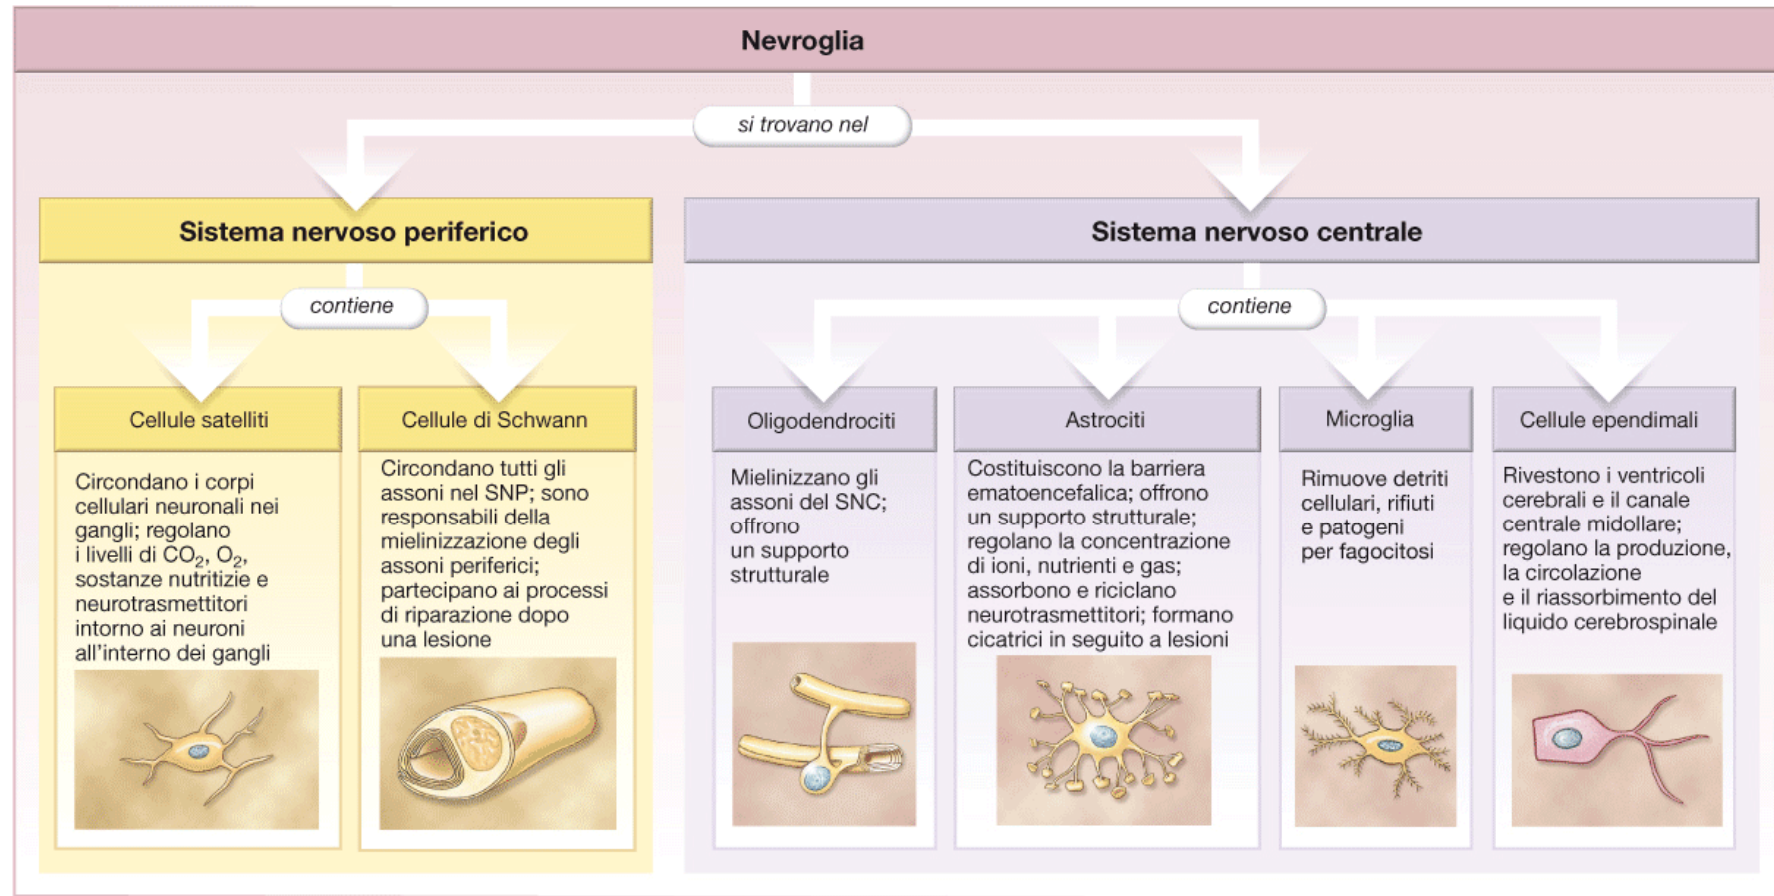 Nevroglia
si trovano nel
Sistema nervoso periferico
contiene
Cellule satelliti
Circondano i corpi
cellulari neuronali nei
gangli; regolano
i livelli di CO₂, O₂,
sostanze nutritizie e
neurotrasmettitori
intorno ai neuroni
all'interno dei gangli
Cellule di Schwann
Circondano tutti gli
assoni nel SNP; sono
responsabili della
mielinizzazione degli
assoni periferici;
partecipano ai processi
di riparazione dopo
una lesione
Sistema nervoso centrale
contiene
Oligodendrociti
Mielinizzano gli
assoni del SNC;
offrono
un supporto
strutturale
Astrociti
Costituiscono la barriera
ematoencefalica; offrono
un supporto strutturale;
regolano la concentrazione
di ioni, nutrienti e gas;
assorbono e riciclano
neurotrasmettitori; formano
cicatrici in seguito a lesioni
Microglia
Rimuove detriti
cellulari, rifiuti
e patogeni
per fagocitosi
Cellule ependimali
Rivestono i ventricoli
cerebrali e il canale
centrale midollare;
regolano la produzione,
la circolazione
e il riassorbimento del
liquido cerebrospinale